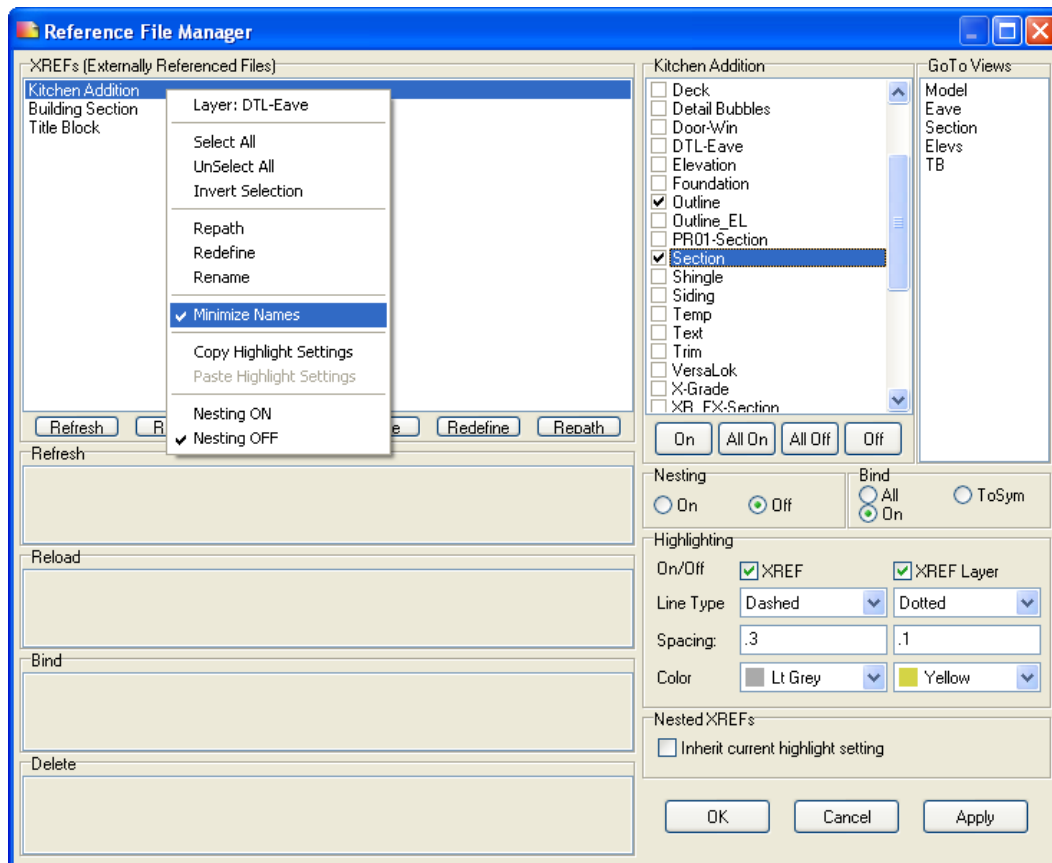 Reference File Manager
XREFs (Externally Referenced Files)
Kitchen Addition
Building Section
Title Block
Layer: DTL-Eave
Select All
UnSelect All
Invert Selection
Repath
Redefine
Rename
Minimize Names
Copy Highlight Settings
Paste Highlight Settings
Nesting ON
Nesting OFF
Refresh
Redefine
Repath
Refresh
Reload
Bind
Delete
Kitchen Addition
Deck
Detail Bubbles
Door-Win
DTL-Eave
Elevation
Foundation
Outline
Outline_EL
PR01-Section
Section
Shingle
Siding
Temp
Text
Trim
VersaLok
X-Grade
XR_EX-Section
On All On All Off Off
GoTo Views
Model
Eave
Section
Elevs
TB
Nesting
On Off
Bind
All ToSym
On
Highlighting
On/Off XREF XREF Layer
Line Type Dashed Dotted
Spacing: .3 .1
Color Lt Grey Yellow
Nested XREFs
Inherit current highlight setting
OK Cancel Apply